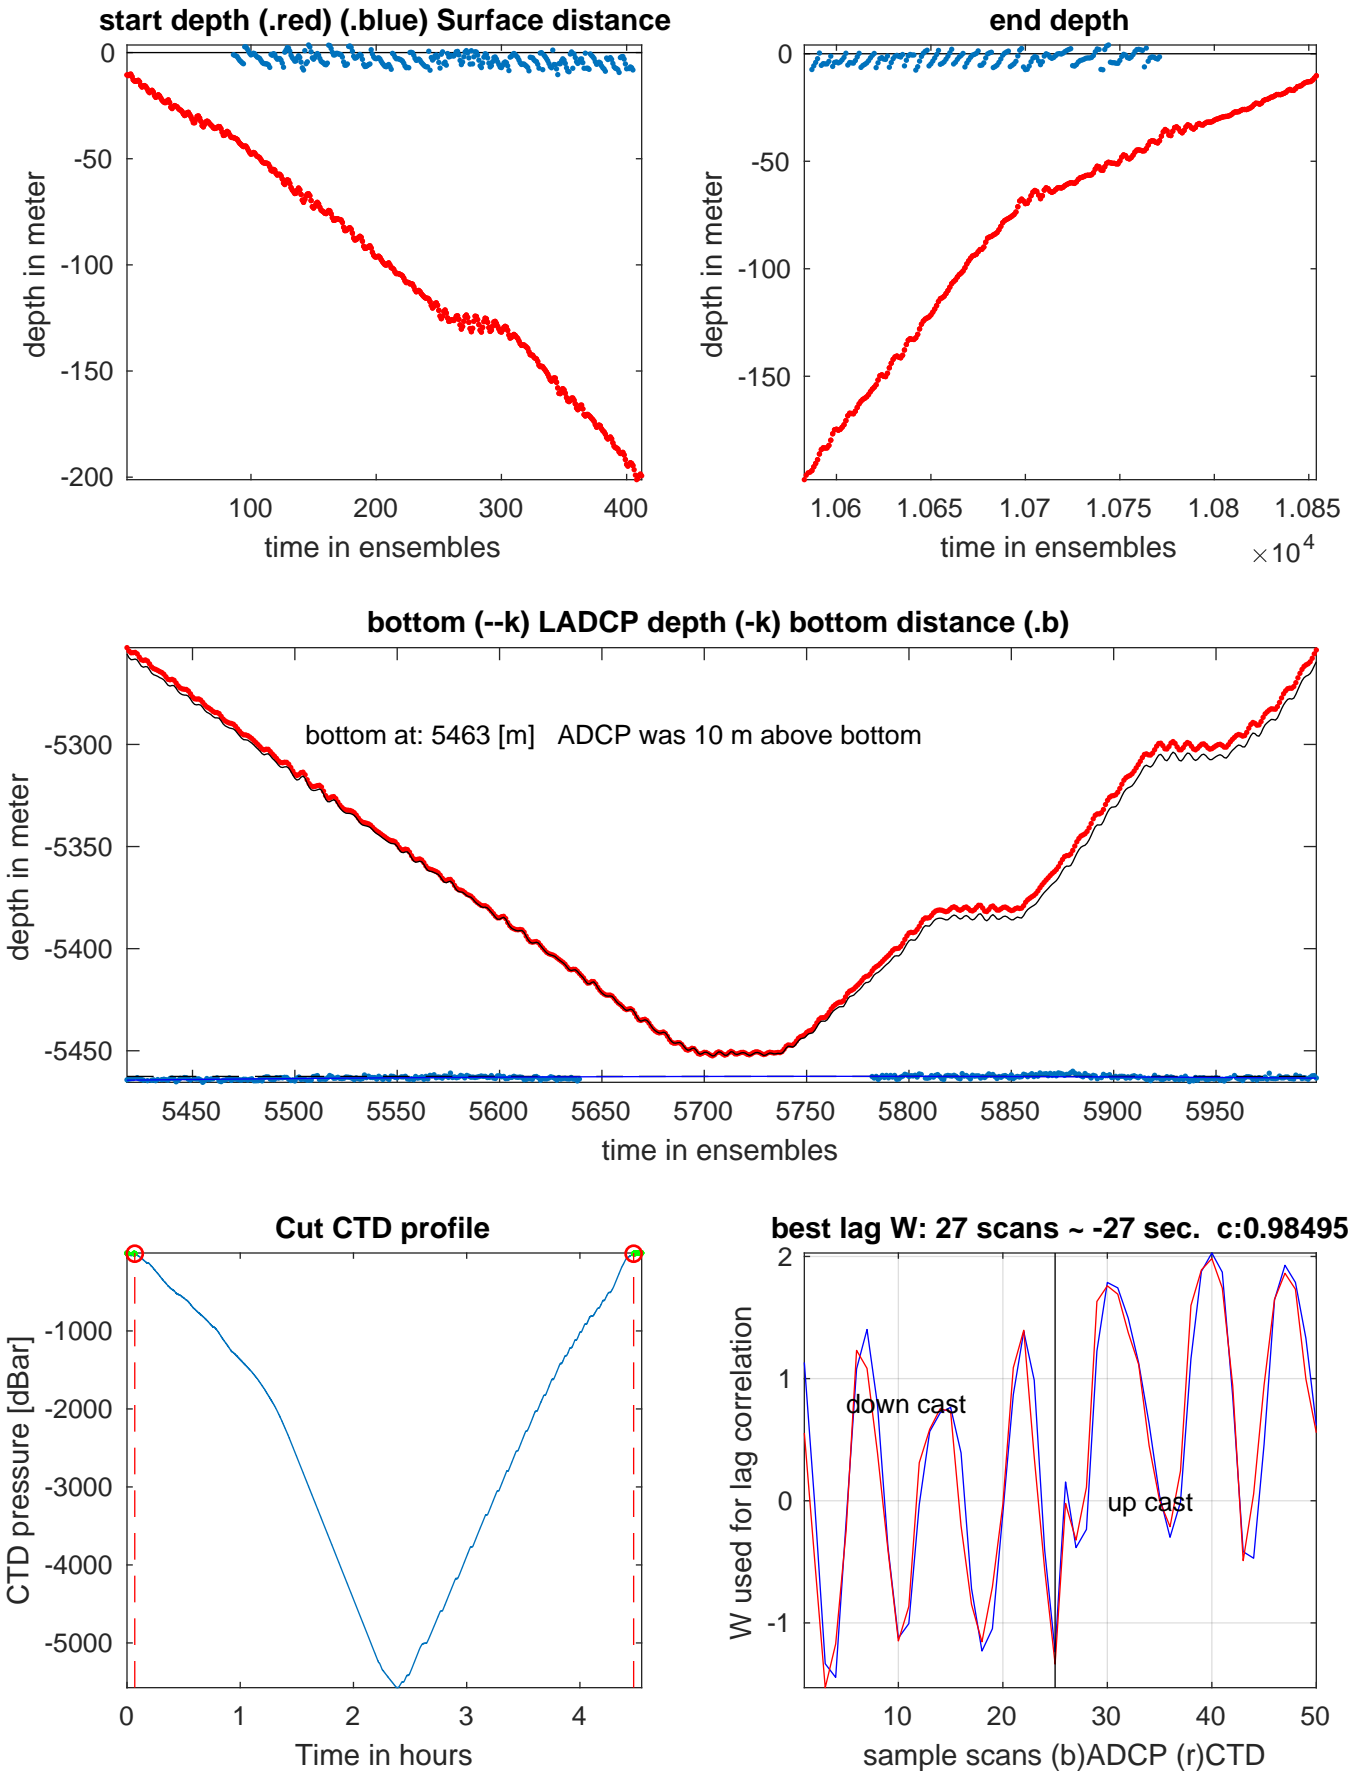 start depth (.red) (.blue) Surface distance
0
-50
-100
-150
-200
depth in meter
100 200 300 400
time in ensembles
end depth
0
-50
-100
-150
depth in meter
1.06 1.065 1.07 1.075 1.08 1.085
time in ensembles
×10^4
bottom (--k) LADCP depth (-k) bottom distance (.b)
bottom at: 5463 [m] ADCP was 10 m above bottom
-5300
-5350
-5400
-5450
depth in meter
5450 5500 5550 5600 5650 5700 5750 5800 5850 5900 5950
time in ensembles
Cut CTD profile
-1000
-2000
-3000
-4000
-5000
CTD pressure [dBar]
0 1 2 3 4
Time in hours
best lag W: 27 scans ~ -27 sec. c:0.98495
2
1
0
-1
W used for lag correlation
down cast
up cast
10 20 30 40 50
sample scans (b)ADCP (r)CTD